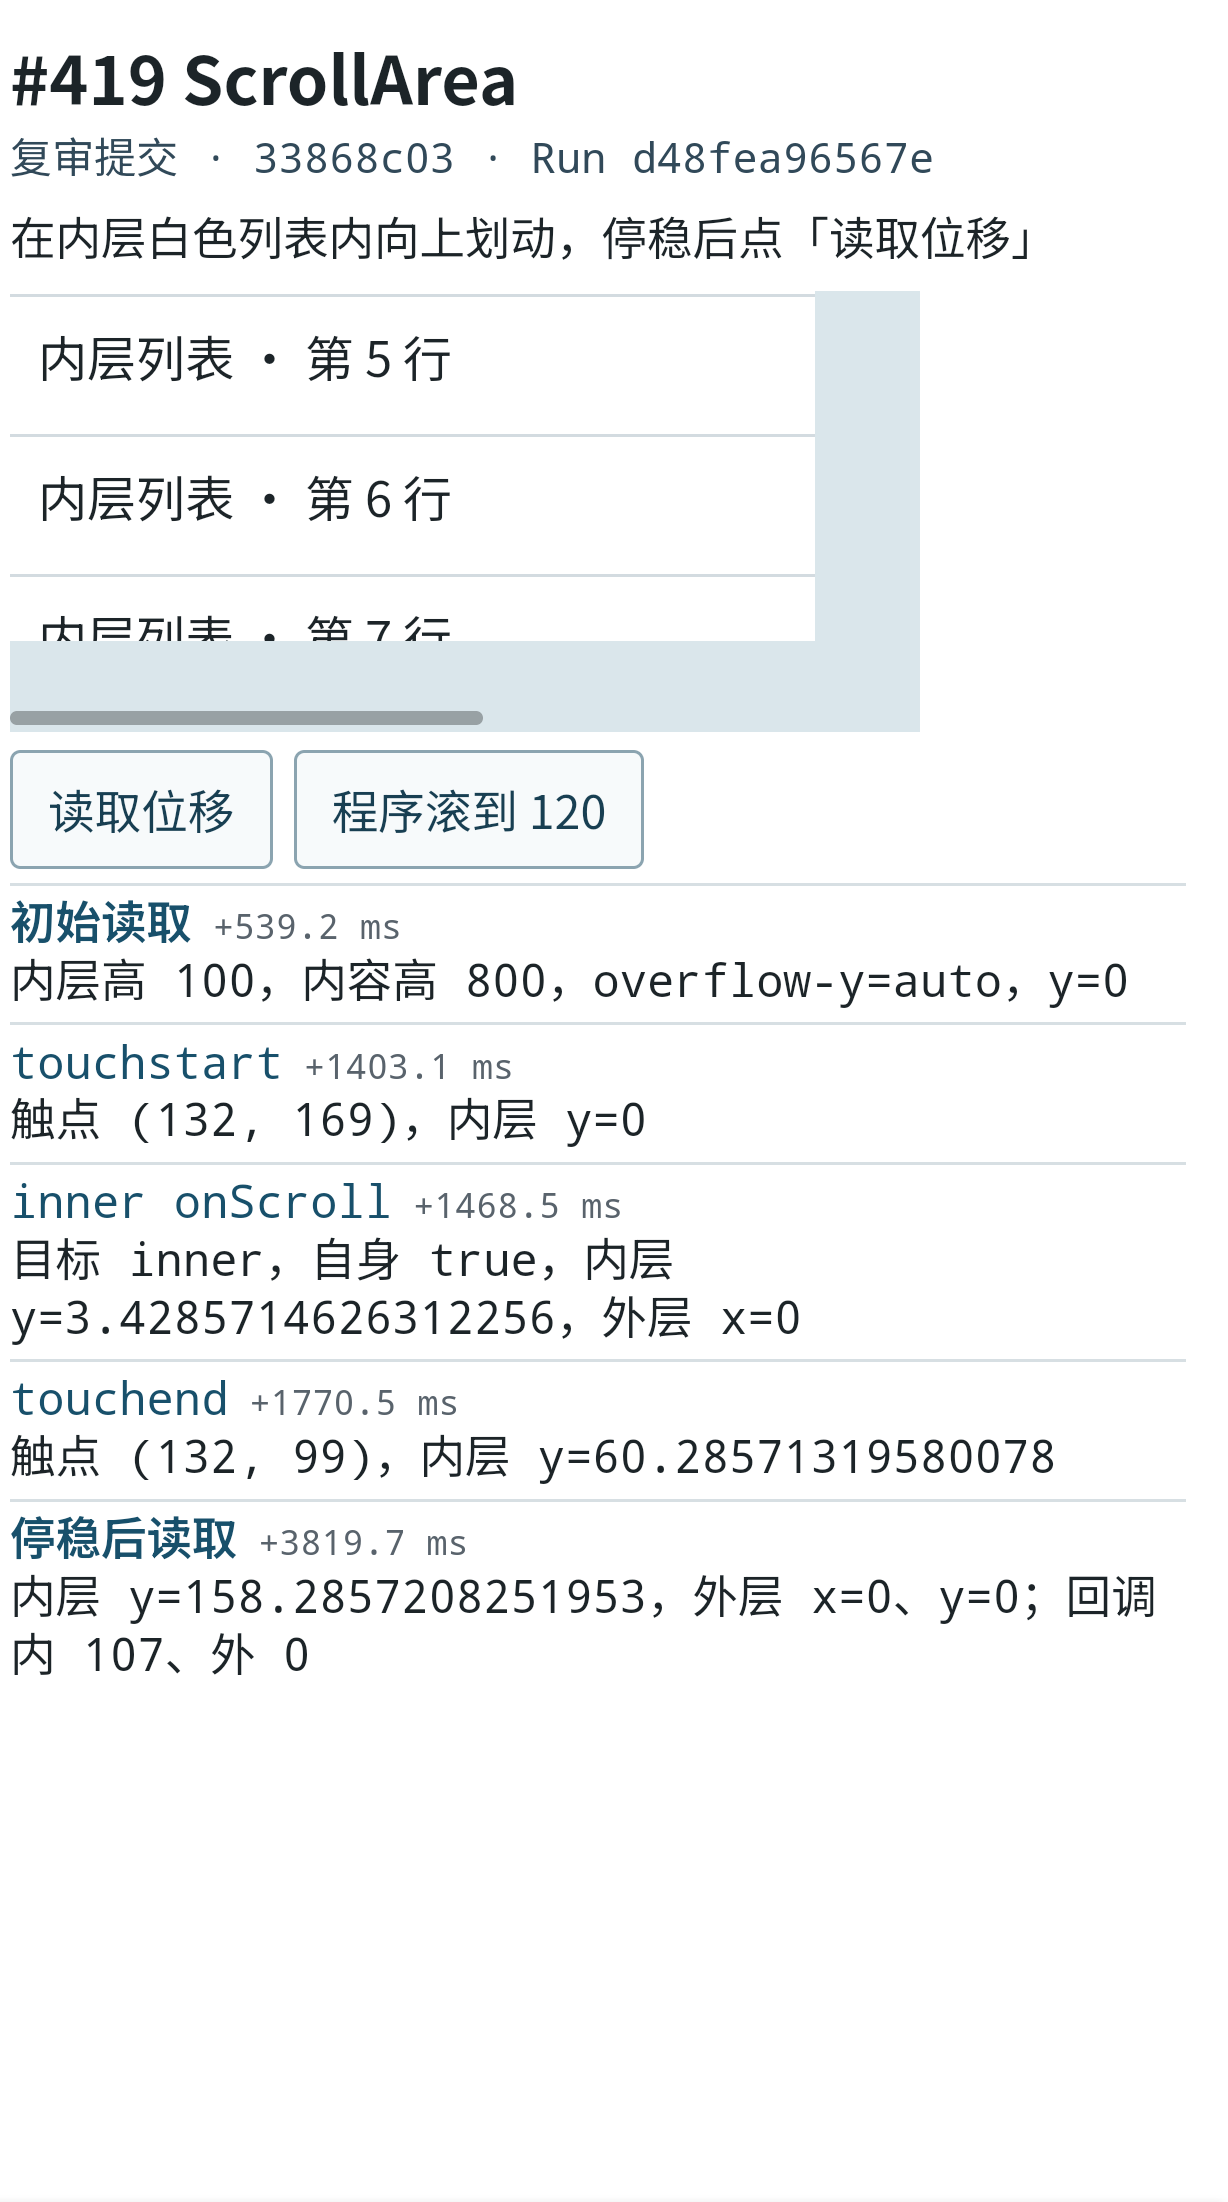 #419 ScrollArea
复审提交 · 33868c03 · Run d48fea96567e
在内层白色列表内向上划动，停稳后点「读取位移」
内层列表 · 第 5 行
内层列表 · 第 6 行
内层列表 · 第 7 行
读取位移
程序滚到 120
初始读取 +539.2 ms
内层高 100，内容高 800，overflow-y=auto，y=0
touchstart +1403.1 ms
触点 (132, 169)，内层 y=0
inner onScroll +1468.5 ms
目标 inner，自身 true，内层
y=3.4285714626312256，外层 x=0
touchend +1770.5 ms
触点 (132, 99)，内层 y=60.28571319580078
停稳后读取 +3819.7 ms
内层 y=158.2857208251953，外层 x=0、y=0；回调
内 107、外 0